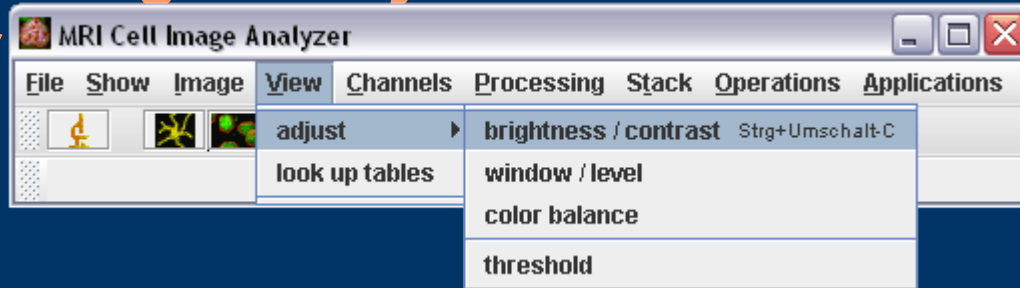 MRI Cell Image Analyzer
File Show Image View Channels Processing Stack Operations Applications
adjust
look up tables
brightness / contrast Strg+Umschalt-C
window / level
color balance
threshold